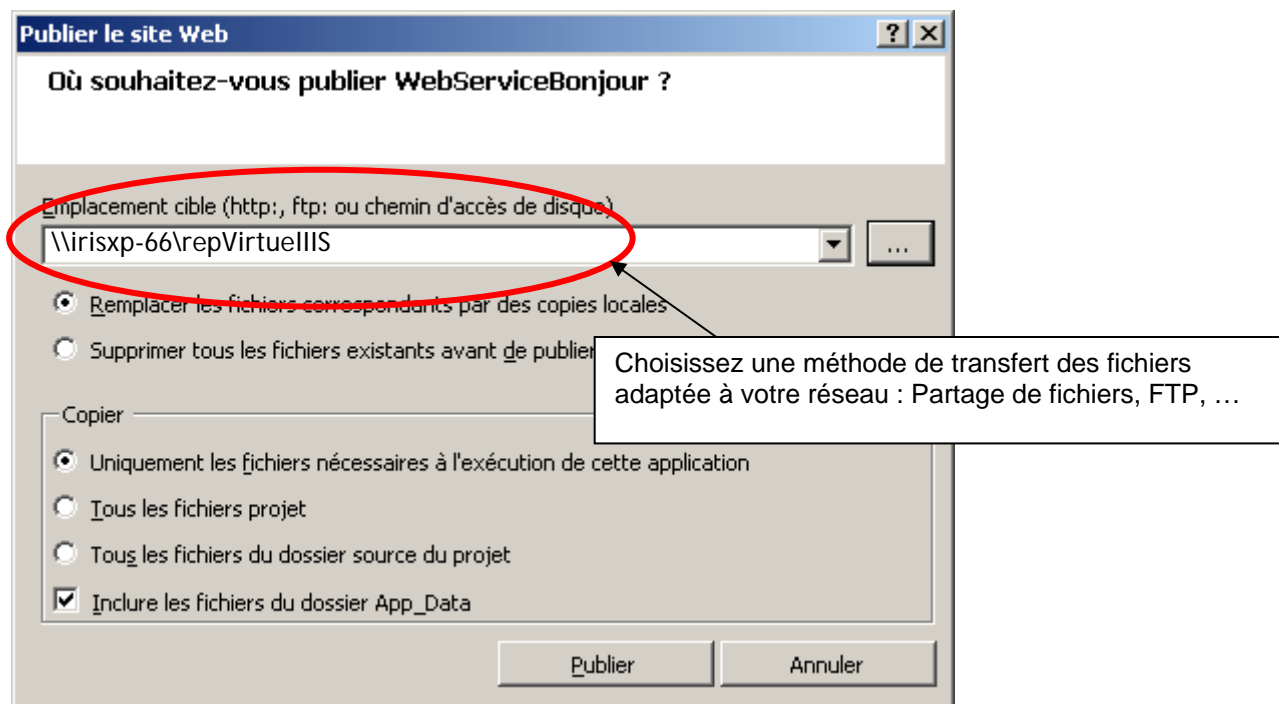 Publier le site Web
Où souhaitez-vous publier WebServiceBonjour ?
Emplacement cible (http:, ftp: ou chemin d'accès de disque)
\\irisxp-66\repVirtuelIIS
...
Remplacer les fichiers correspondants par des copies locales
Supprimer tous les fichiers existants avant de publier
Choisissez une méthode de transfert des fichiers
adaptée à votre réseau : Partage de fichiers, FTP, …
Copier
Uniquement les fichiers nécessaires à l'exécution de cette application
Tous les fichiers projet
Tous les fichiers du dossier source du projet
Inclure les fichiers du dossier App_Data
Publier
Annuler